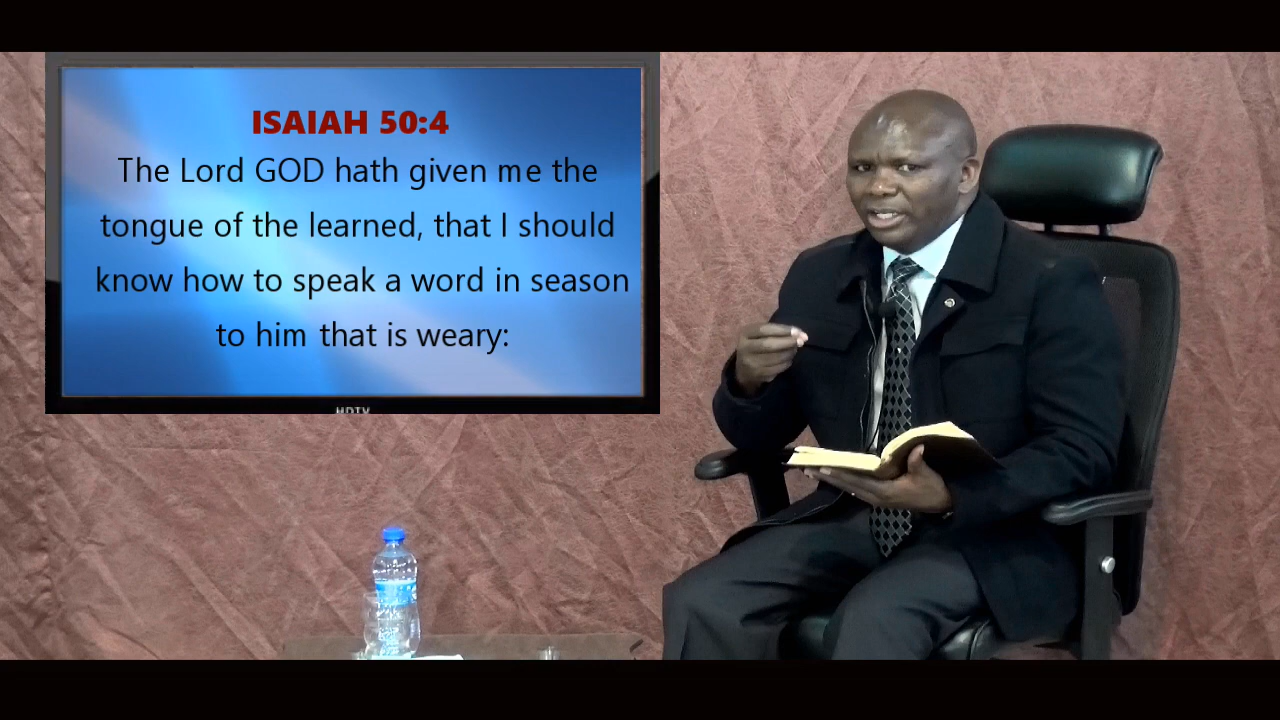 ISAIAH 50:4
The Lord GOD hath given me the
tongue of the learned, that I should
know how to speak a word in season
to him that is weary:
HDTV